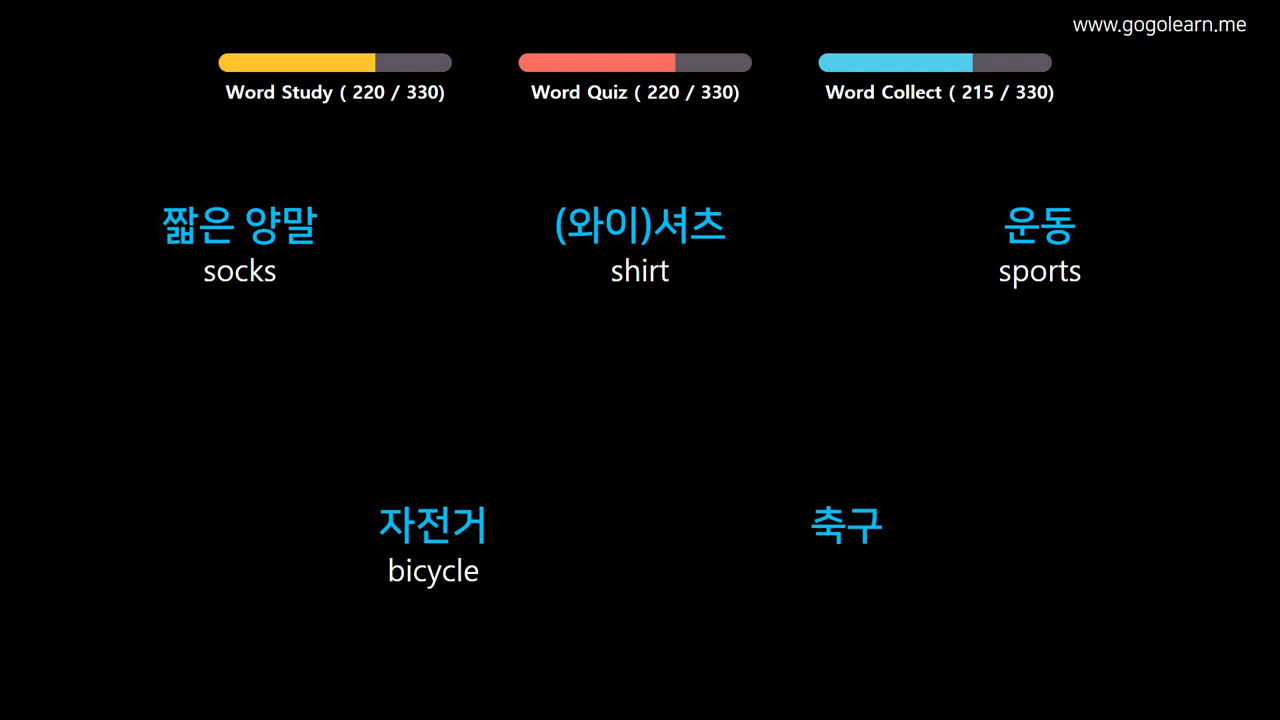 www.gogolearn.me
Word Study ( 220 / 330)
Word Quiz ( 220 / 330)
Word Collect ( 215 / 330)
짧은 양말
socks
(와이)셔츠
shirt
운동
sports
자전거
bicycle
축구